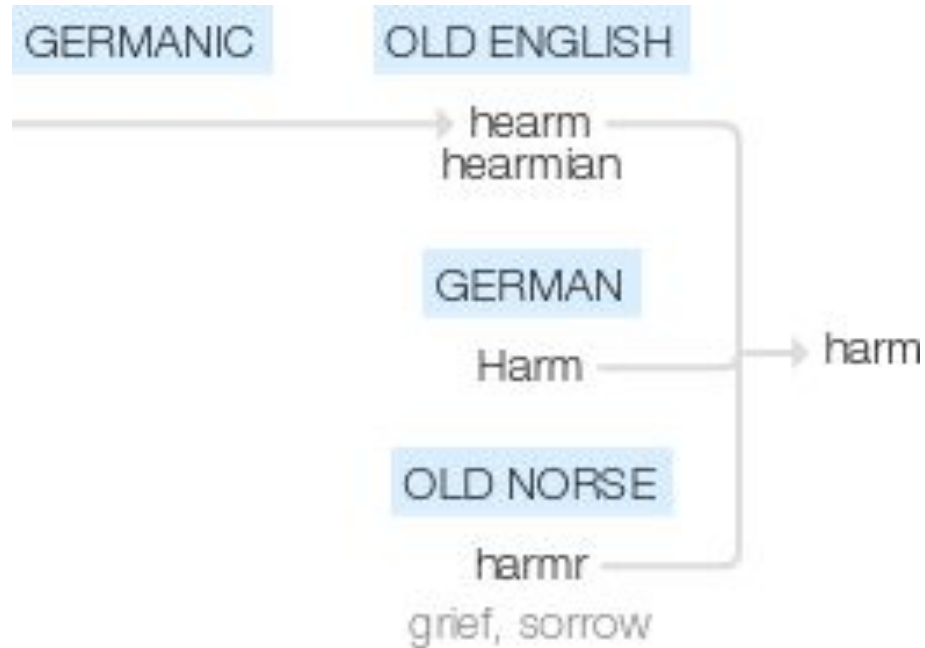 GERMANIC
OLD ENGLISH
hearm
hearmian
GERMAN
Harm
harm
OLD NORSE
harmr
grief, sorrow